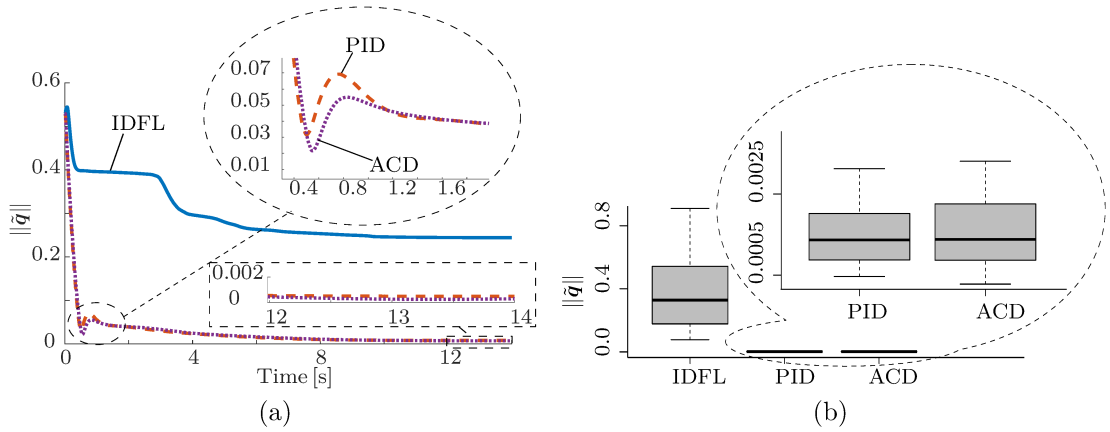 PID
0.07
0.05
0.03
0.01
ACD
0.4 0.8 1.2 1.6
0.6
IDFL
0.4
||q̃||
0.2
0.002
0
12 13 14
0
0 4 8 12
Time [s]
(a)
0.0025
0.0005
PID ACD
0.8
||q̃||
0.4
0.0
IDFL PID ACD
(b)